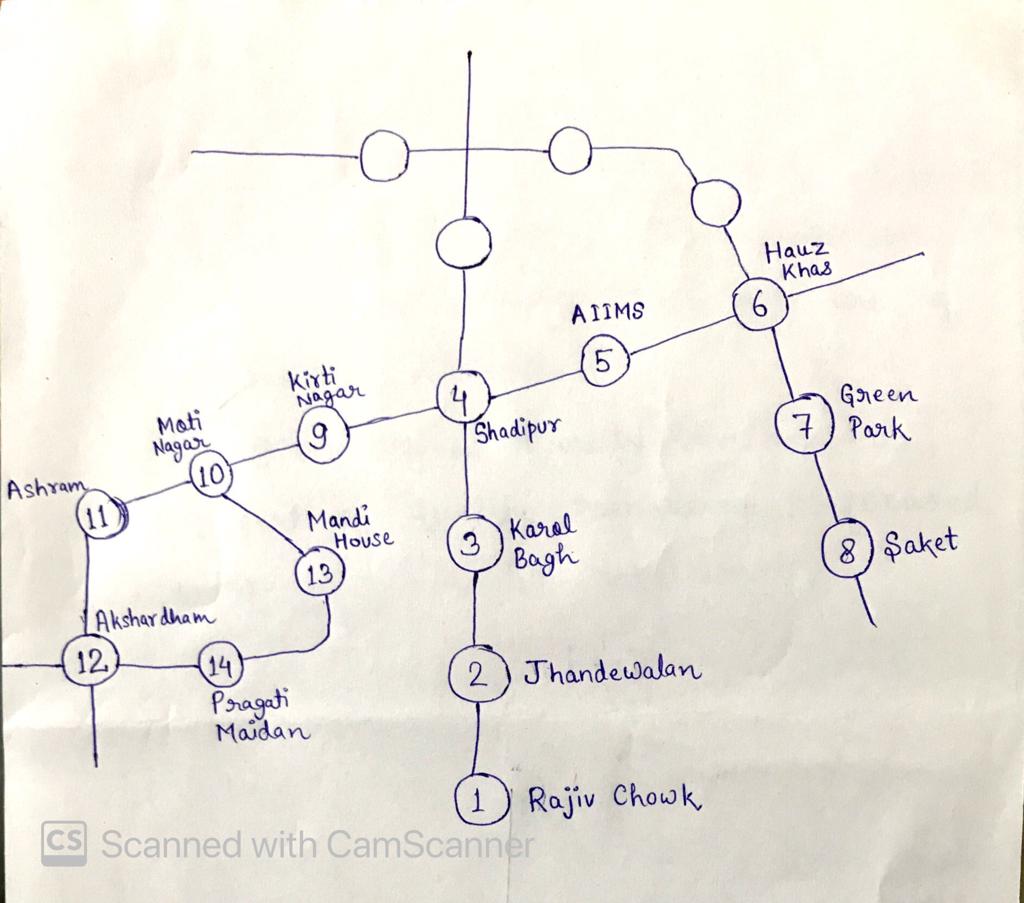 Hauz
Khas
6
AIIMS
5
Kirti
Nagar
9
4
Shadipur
Green
Park
7
Moti
Nagar
10
Ashram
11
Mandi
House
13
Karol
Bagh
3
8
Saket
Akshardham
12
14
Pragati
Maidan
2
Jhandewalan
1
Rajiv Chowk
CS Scanned with CamScanner